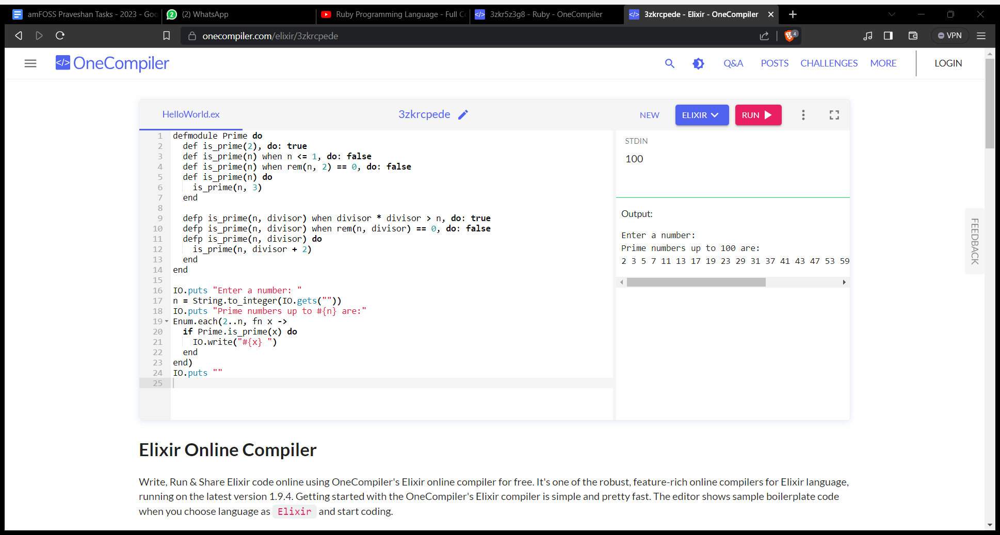 amFOSS Praveshan Tasks - 2023 - Goo
2 (2) WhatsApp
Ruby Programming Language - Full Co
</> 3zkr5z3g8 - Ruby - OneCompiler
</> 3zkrcpede - Elixir - OneCompiler
onecompiler.com/elixir/3zkrcpede
4
VPN
</> OneCompiler
Q&A
POSTS
CHALLENGES
MORE
LOGIN
HelloWorld.ex
3zkrcpede
NEW
ELIXIR
RUN
1 defmodule Prime do
2 def is_prime(2), do: true
3 def is_prime(n) when n <= 1, do: false
4 def is_prime(n) when rem(n, 2) == 0, do: false
5 def is_prime(n) do
6 is_prime(n, 3)
7 end
8
9 defp is_prime(n, divisor) when divisor * divisor > n, do: true
10 defp is_prime(n, divisor) when rem(n, divisor) == 0, do: false
11 defp is_prime(n, divisor) do
12 is_prime(n, divisor + 2)
13 end
14 end
15
16 IO.puts "Enter a number: "
17 n = String.to_integer(IO.gets(""))
18 IO.puts "Prime numbers up to #{n} are:"
19 Enum.each(2..n, fn x ->
20 if Prime.is_prime(x) do
21 IO.write("#{x} ")
22 end
23 end)
24 IO.puts ""
25
STDIN
100
Output:
Enter a number:
Prime numbers up to 100 are:
2 3 5 7 11 13 17 19 23 29 31 37 41 43 47 53 59
FEEDBACK
Elixir Online Compiler
Write, Run & Share Elixir code online using OneCompiler's Elixir online compiler for free. It's one of the robust, feature-rich online compilers for Elixir language,
running on the latest version 1.9.4. Getting started with the OneCompiler's Elixir compiler is simple and pretty fast. The editor shows sample boilerplate code
when you choose language as Elixir and start coding.